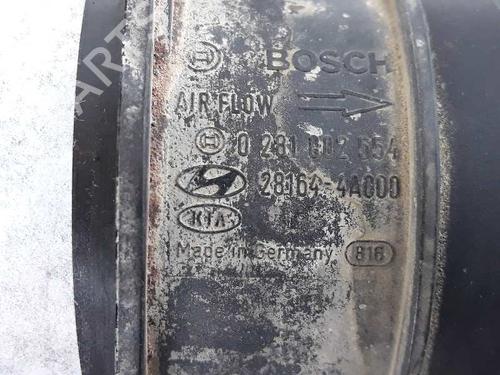 BOSCH
AIR FLOW
0 281 002 554
28164-4A000
KIA
Made in Germany 816